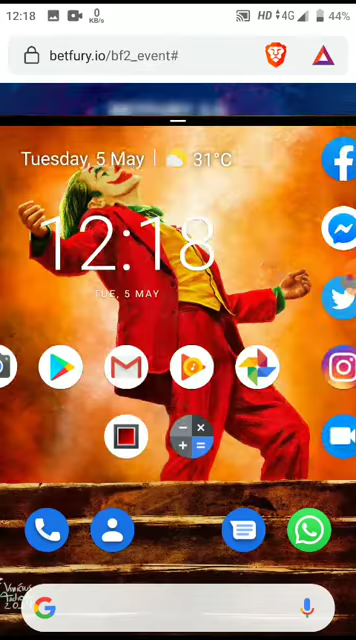 12:18
0
KB/s
HD 4G
44%
betfury.io/bf2_event#
Tuesday, 5 May | 31°C
12:18
TUE, 5 MAY